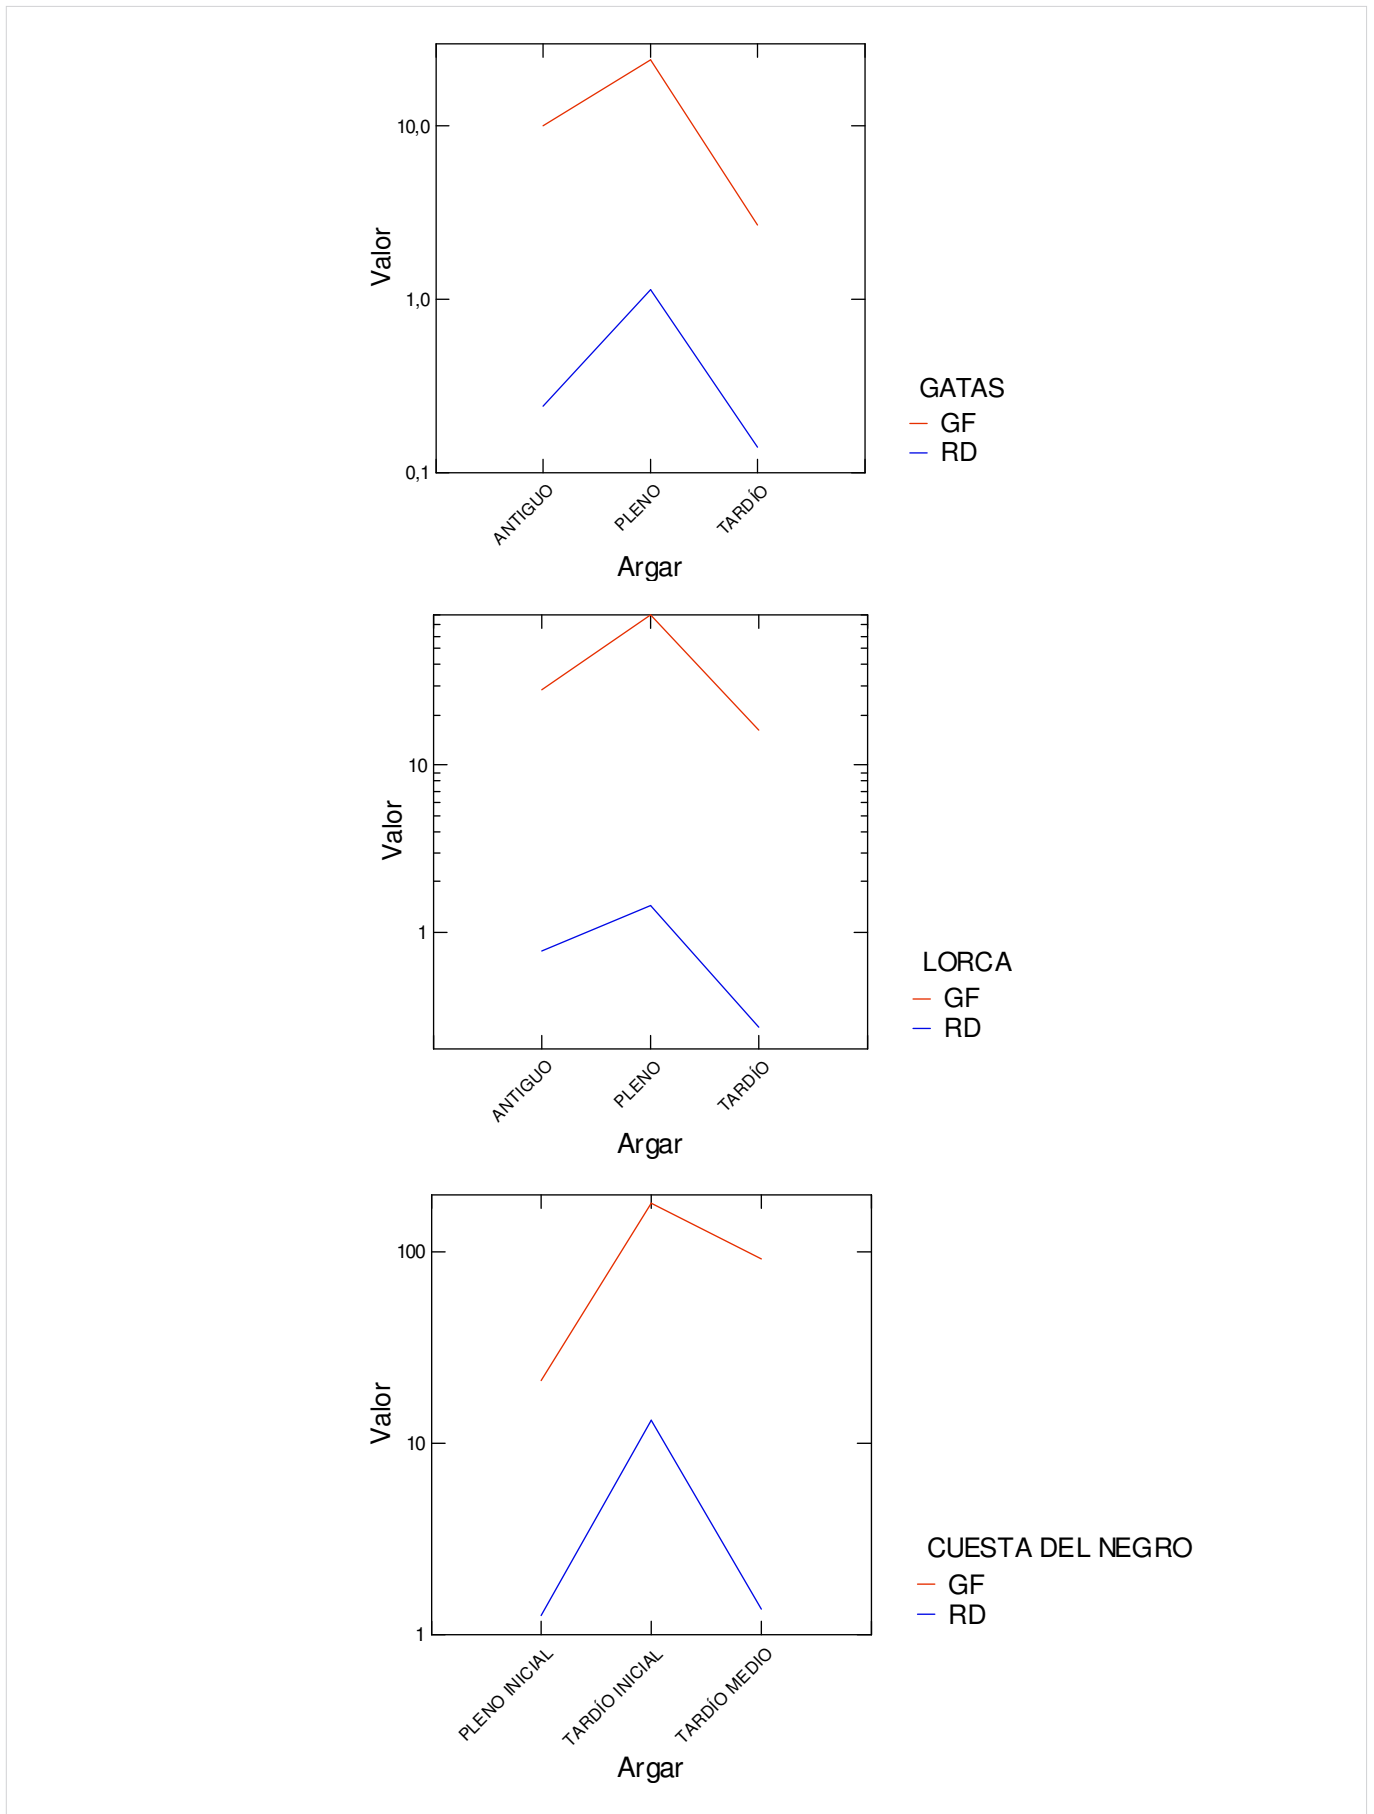 10,0
1,0
0,1
Valor
ANTIGUO
PLENO
TARDÍO
Argar
GATAS
GF
RD
10
1
Valor
ANTIGUO
PLENO
TARDÍO
Argar
LORCA
GF
RD
100
10
1
Valor
PLENO INICIAL
TARDÍO INICIAL
TARDÍO MEDIO
Argar
CUESTA DEL NEGRO
GF
RD